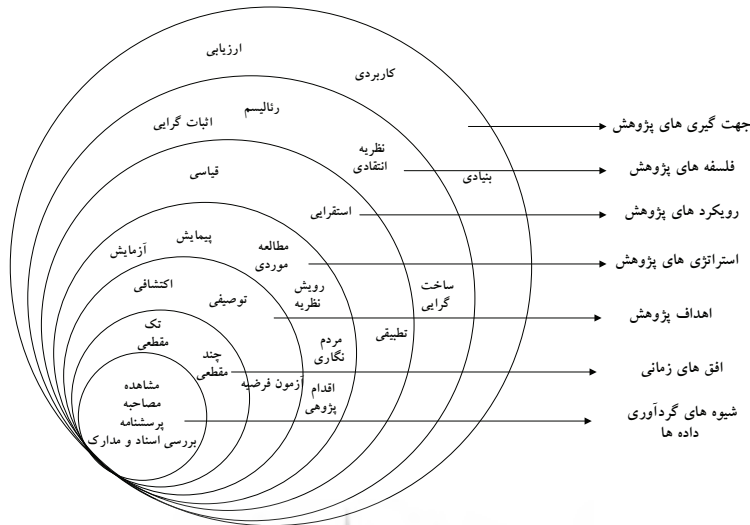 ارزیابی
کاربردی
بنیادی
رئالیسم
اثبات گرایی
نظریه
انتقادی
ساخت
گرایی
قیاسی
استقرایی
تطبیقی
پیمایش
آزمایش
مطالعه
موردی
رویش
نظریه
مردم
نگاری
اقدام
پژوهی
اکتشافی
توصیفی
آزمون فرضیه
تک
مقطعی
چند
مقطعی
مشاهده
مصاحبه
پرسشنامه
بررسی اسناد و مدارک
جهت گیری های پژوهش
فلسفه های پژوهش
رویکرد های پژوهش
استراتژی های پژوهش
اهداف پژوهش
افق های زمانی
شیوه های گردآوری
داده ها